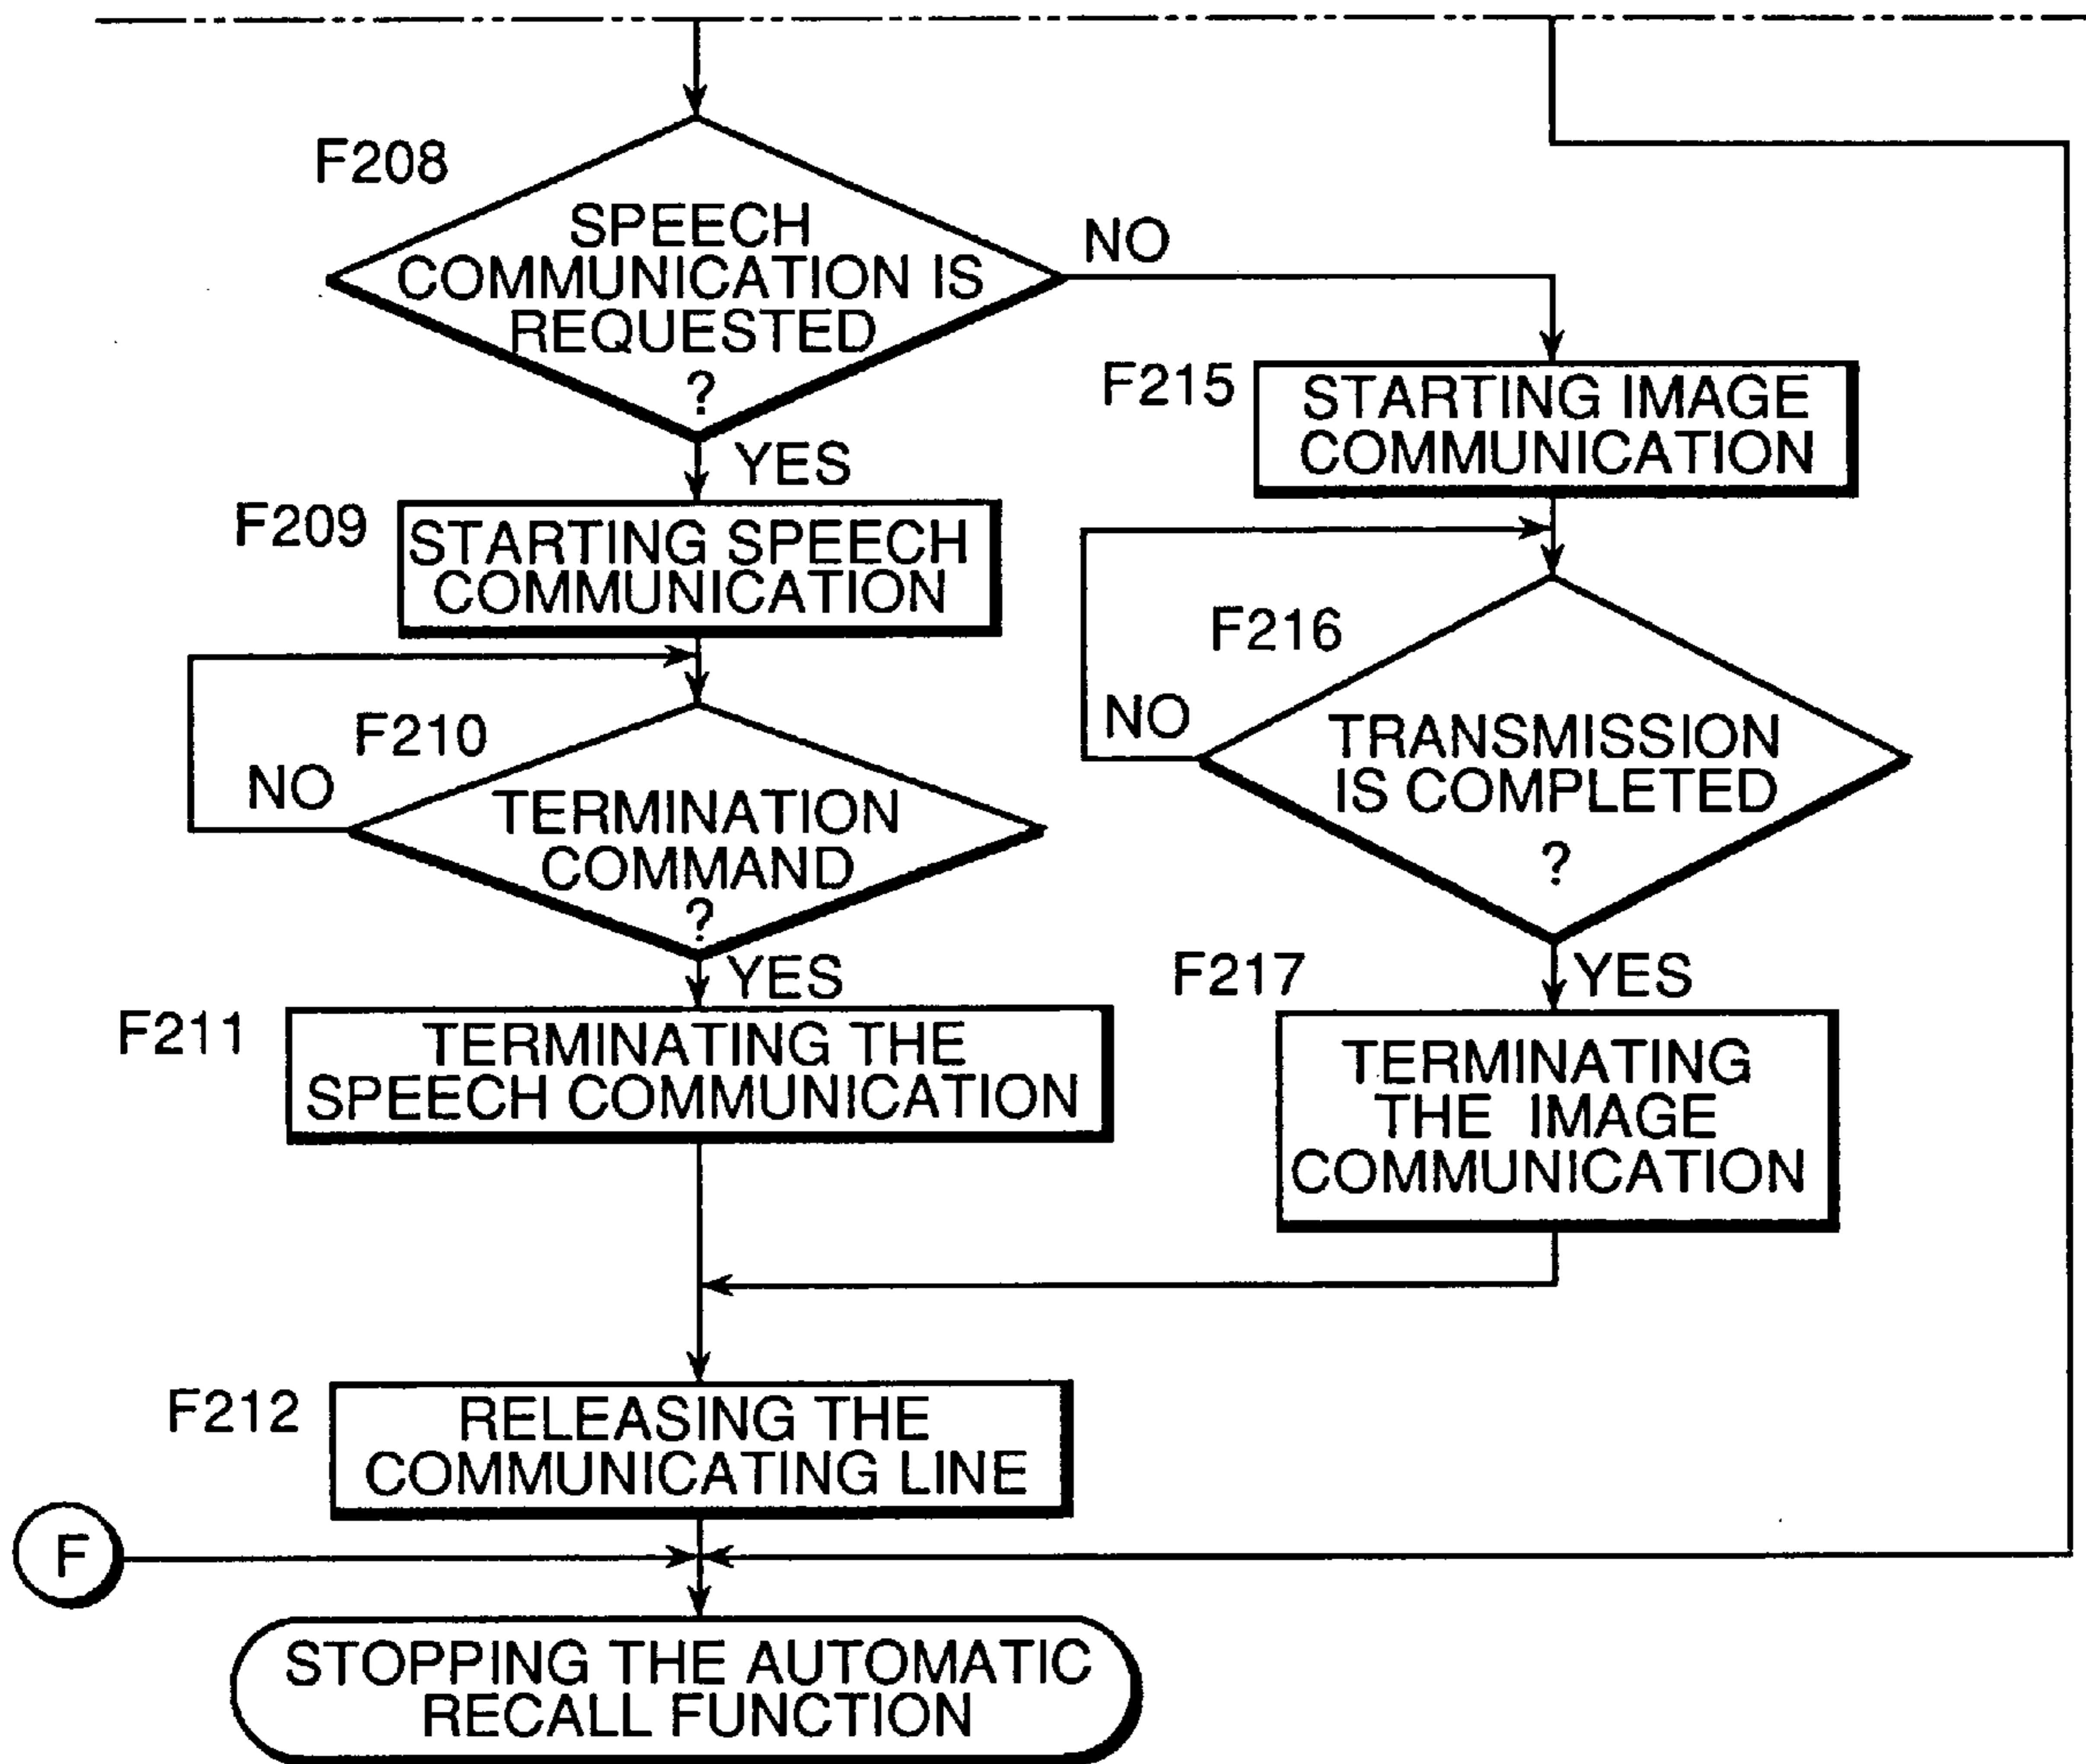 F208
SPEECH
COMMUNICATION IS
REQUESTED
?
NO
YES
F215
STARTING IMAGE
COMMUNICATION
F209
STARTING SPEECH
COMMUNICATION
F216
NO
TRANSMISSION
IS COMPLETED
?
F210
NO
TERMINATION
COMMAND
?
YES
F217
YES
F211
TERMINATING THE
SPEECH COMMUNICATION
TERMINATING
THE IMAGE
COMMUNICATION
F212
RELEASING THE
COMMUNICATING LINE
F
STOPPING THE AUTOMATIC
RECALL FUNCTION